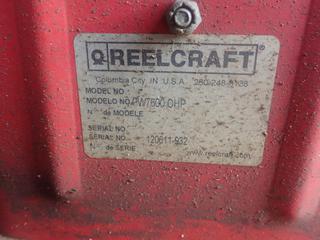 REELCRAFT®
Columbia City, IN U.S.A. 260-248-8188
MODEL NO
MODELO NO. PW7600 OHP
N° de MODELE
SERIAL NO
SERIAL NO. 120611-932
N° de SERIE
www.reelcraft.com